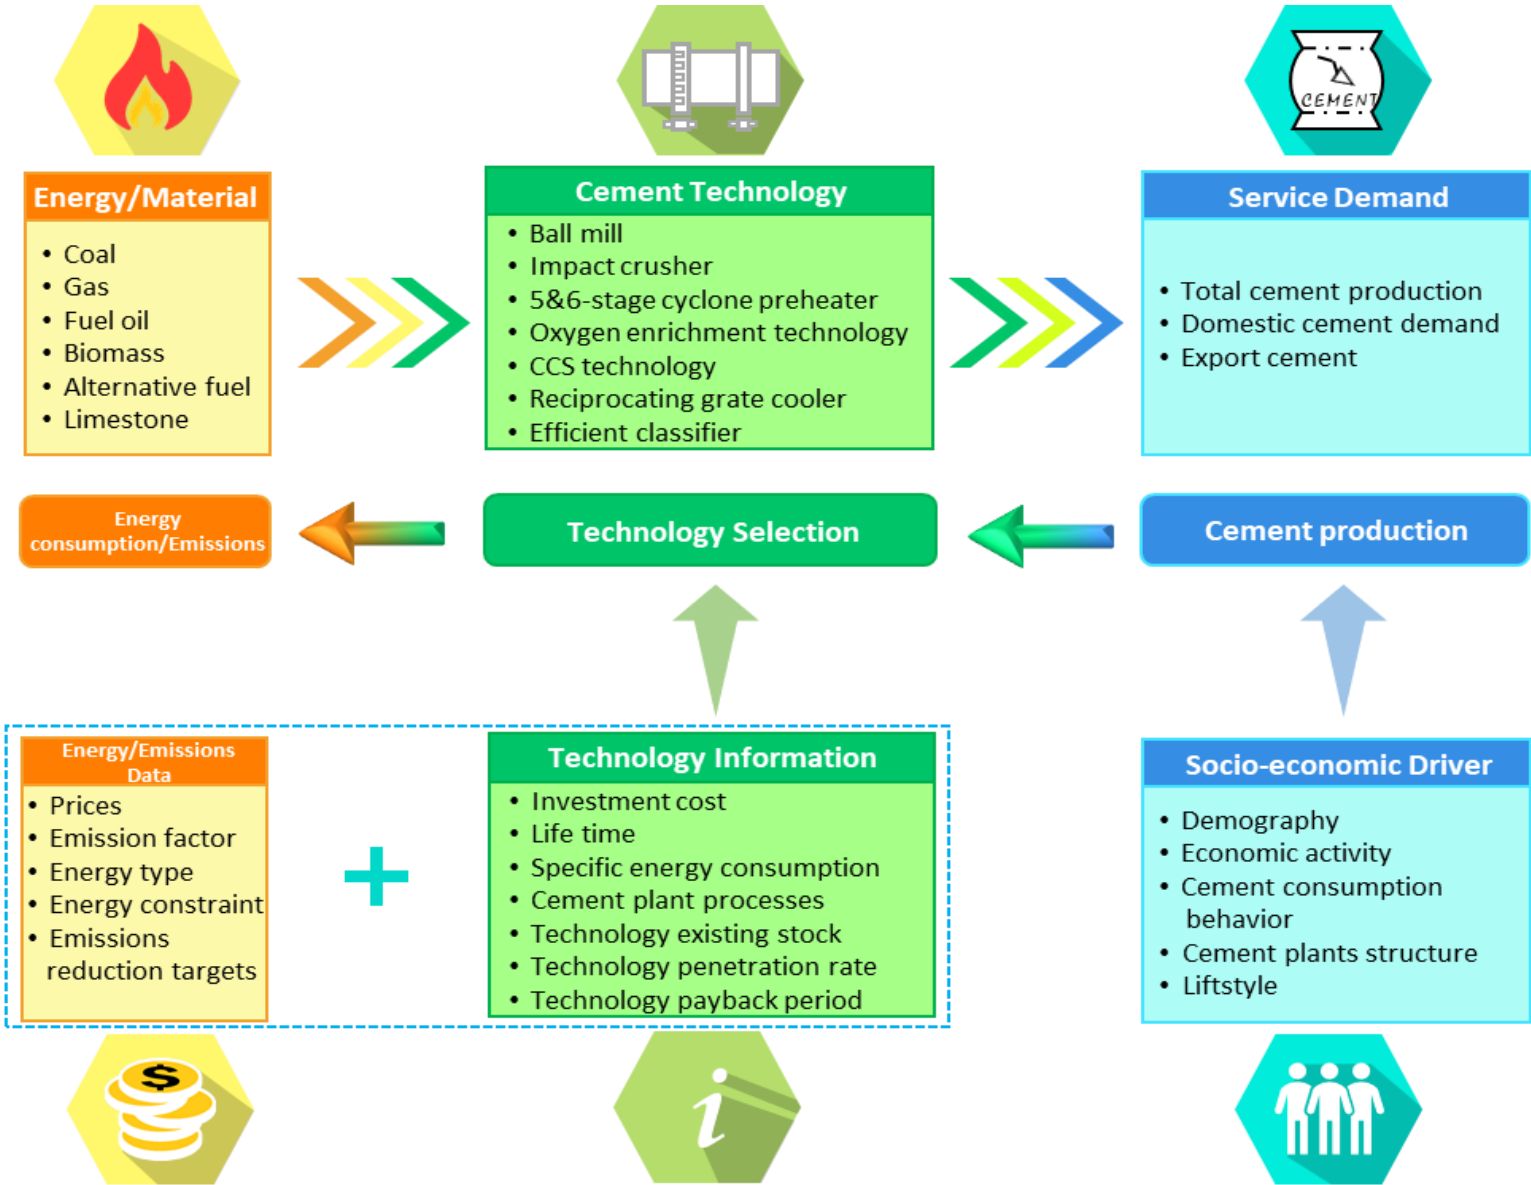 CEMENT
Energy/Material
• Coal
• Gas
• Fuel oil
• Biomass
• Alternative fuel
• Limestone
Cement Technology
• Ball mill
• Impact crusher
• 5&6-stage cyclone preheater
• Oxygen enrichment technology
• CCS technology
• Reciprocating grate cooler
• Efficient classifier
Service Demand
• Total cement production
• Domestic cement demand
• Export cement
Energy
consumption/Emissions
Technology Selection
Cement production
Energy/Emissions
Data
• Prices
• Emission factor
• Energy type
• Energy constraint
• Emissions
reduction targets
+
Technology Information
• Investment cost
• Life time
• Specific energy consumption
• Cement plant processes
• Technology existing stock
• Technology penetration rate
• Technology payback period
Socio-economic Driver
• Demography
• Economic activity
• Cement consumption
behavior
• Cement plants structure
• Liftstyle
$
i